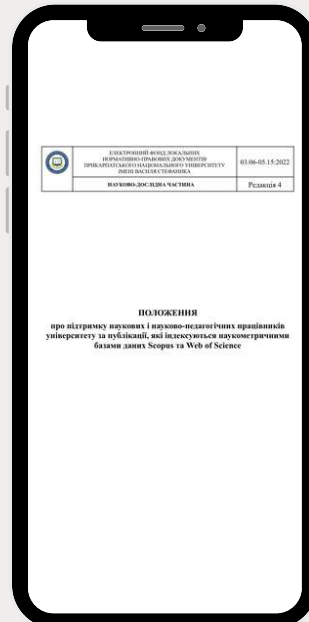 ЕЛЕКТРОННИЙ ФОНД ЛОКАЛЬНИХ
НОРМАТИВНО-ПРАВОВИХ ДОКУМЕНТІВ
ПРИКАРПАТСЬКОГО НАЦІОНАЛЬНОГО УНІВЕРСИТЕТУ
ІМЕНІ ВАСИЛЯ СТЕФАНИКА
03.06-05.15:2022
НАУКОВО-ДОСЛІДНА ЧАСТИНА
Редакція 4
ПОЛОЖЕННЯ
про підтримку наукових і науково-педагогічних працівників
університету за публікації, які індексуються наукометричними
базами даних Scopus та Web of Science